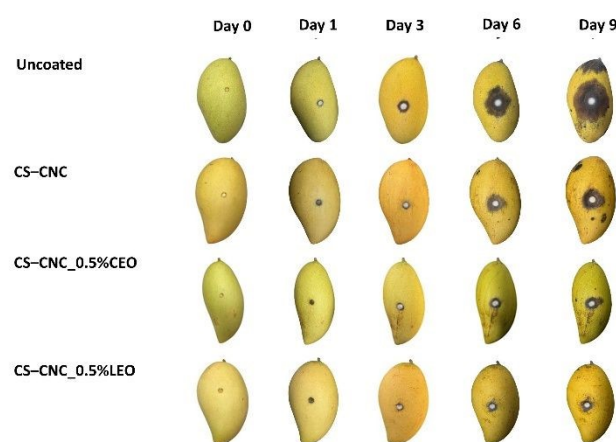 Day 0 Day 1 Day 3 Day 6 Day 9
Uncoated
CS–CNC
CS–CNC_0.5%CEO
CS–CNC_0.5%LEO